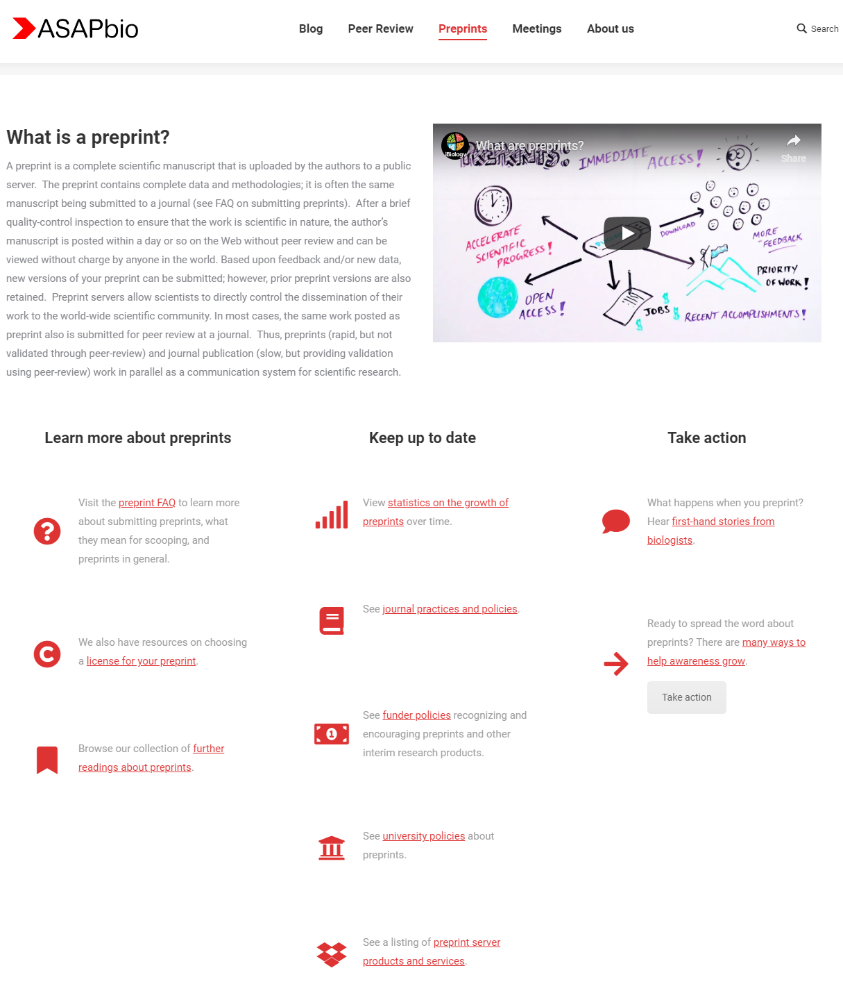 ASAPbio
Blog
Peer Review
Preprints
Meetings
About us
Search
What is a preprint?
A preprint is a complete scientific manuscript that is uploaded by the authors to a public
server.  The preprint contains complete data and methodologies; it is often the same
manuscript being submitted to a journal (see FAQ on submitting preprints).  After a brief
quality-control inspection to ensure that the work is scientific in nature, the author's
manuscript is posted within a day or so on the Web without peer review and can be
viewed without charge by anyone in the world. Based upon feedback and/or new data,
new versions of your preprint can be submitted; however, prior preprint versions are also
retained.  Preprint servers allow scientists to directly control the dissemination of their
work to the world-wide scientific community. In most cases, the same work posted as
preprint also is submitted for peer review at a journal.  Thus, preprints (rapid, but not
validated through peer-review) and journal publication (slow, but providing validation
using peer-review) work in parallel as a communication system for scientific research.
iBiology
What are preprints?
Share
IMMEDIATE ACCESS!
ACCELERATE
SCIENTIFIC
PROGRESS!
DOWNLOAD
MORE
FEEDBACK
PRIORITY
OF WORK!
OPEN
ACCESS!
JOBS
$
$
$
RECENT ACCOMPLISHMENTS!
Learn more about preprints
Visit the preprint FAQ to learn more
about submitting preprints, what
they mean for scooping, and
preprints in general.
We also have resources on choosing
a license for your preprint.
Browse our collection of further
readings about preprints.
Keep up to date
View statistics on the growth of
preprints over time.
See journal practices and policies.
See funder policies recognizing and
encouraging preprints and other
interim research products.
See university policies about
preprints.
See a listing of preprint server
products and services.
Take action
What happens when you preprint?
Hear first-hand stories from
biologists.
Ready to spread the word about
preprints? There are many ways to
help awareness grow.
Take action